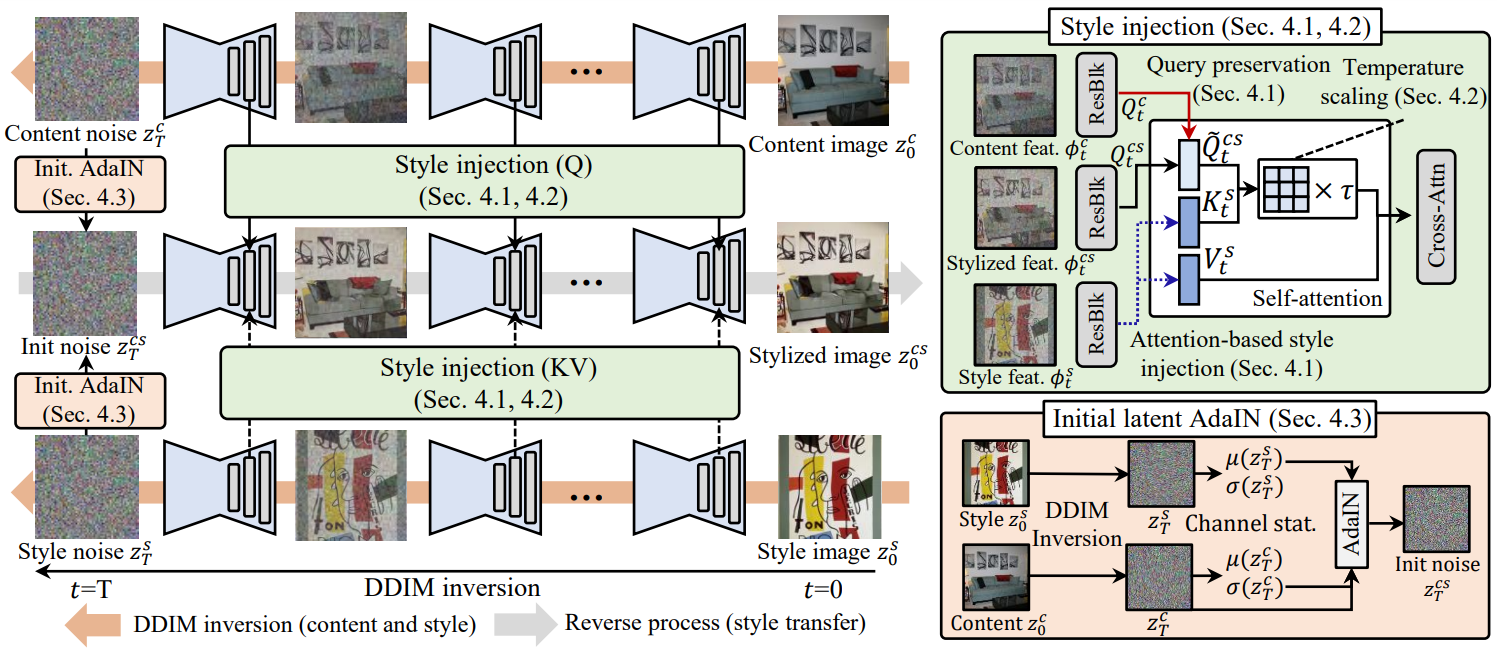 Content noise $z_T^c$
Init. AdaIN
(Sec. 4.3)
Init noise $z_T^{cs}$
Init. AdaIN
(Sec. 4.3)
Style noise $z_T^s$
...
Content image $z_0^c$
Style injection (Q)
(Sec. 4.1, 4.2)
...
Stylized image $z_0^{cs}$
Style injection (KV)
(Sec. 4.1, 4.2)
...
TON
Style image $z_0^s$
t=T
DDIM inversion
t=0
DDIM inversion (content and style)
Reverse process (style transfer)
Style injection (Sec. 4.1, 4.2)
Content feat. $\phi_t^c$
Stylized feat. $\phi_t^{cs}$
Style feat. $\phi_t^s$
ResBlk
ResBlk
ResBlk
Query preservation
(Sec. 4.1)
Temperature
scaling (Sec. 4.2)
$Q_t^c$
$Q_t^{cs}$
$\tilde{Q}_t^{cs}$
$K_t^s$
$V_t^s$
× τ
Self-attention
Cross-Attn
Attention-based style
injection (Sec. 4.1)
Initial latent AdaIN (Sec. 4.3)
Style $z_0^s$
DDIM
Inversion
Content $z_0^c$
$z_T^s$
$z_T^c$
$\mu(z_T^s)$
$\sigma(z_T^s)$
Channel stat.
$\mu(z_T^c)$
$\sigma(z_T^c)$
AdaIN
Init noise
$z_T^{cs}$